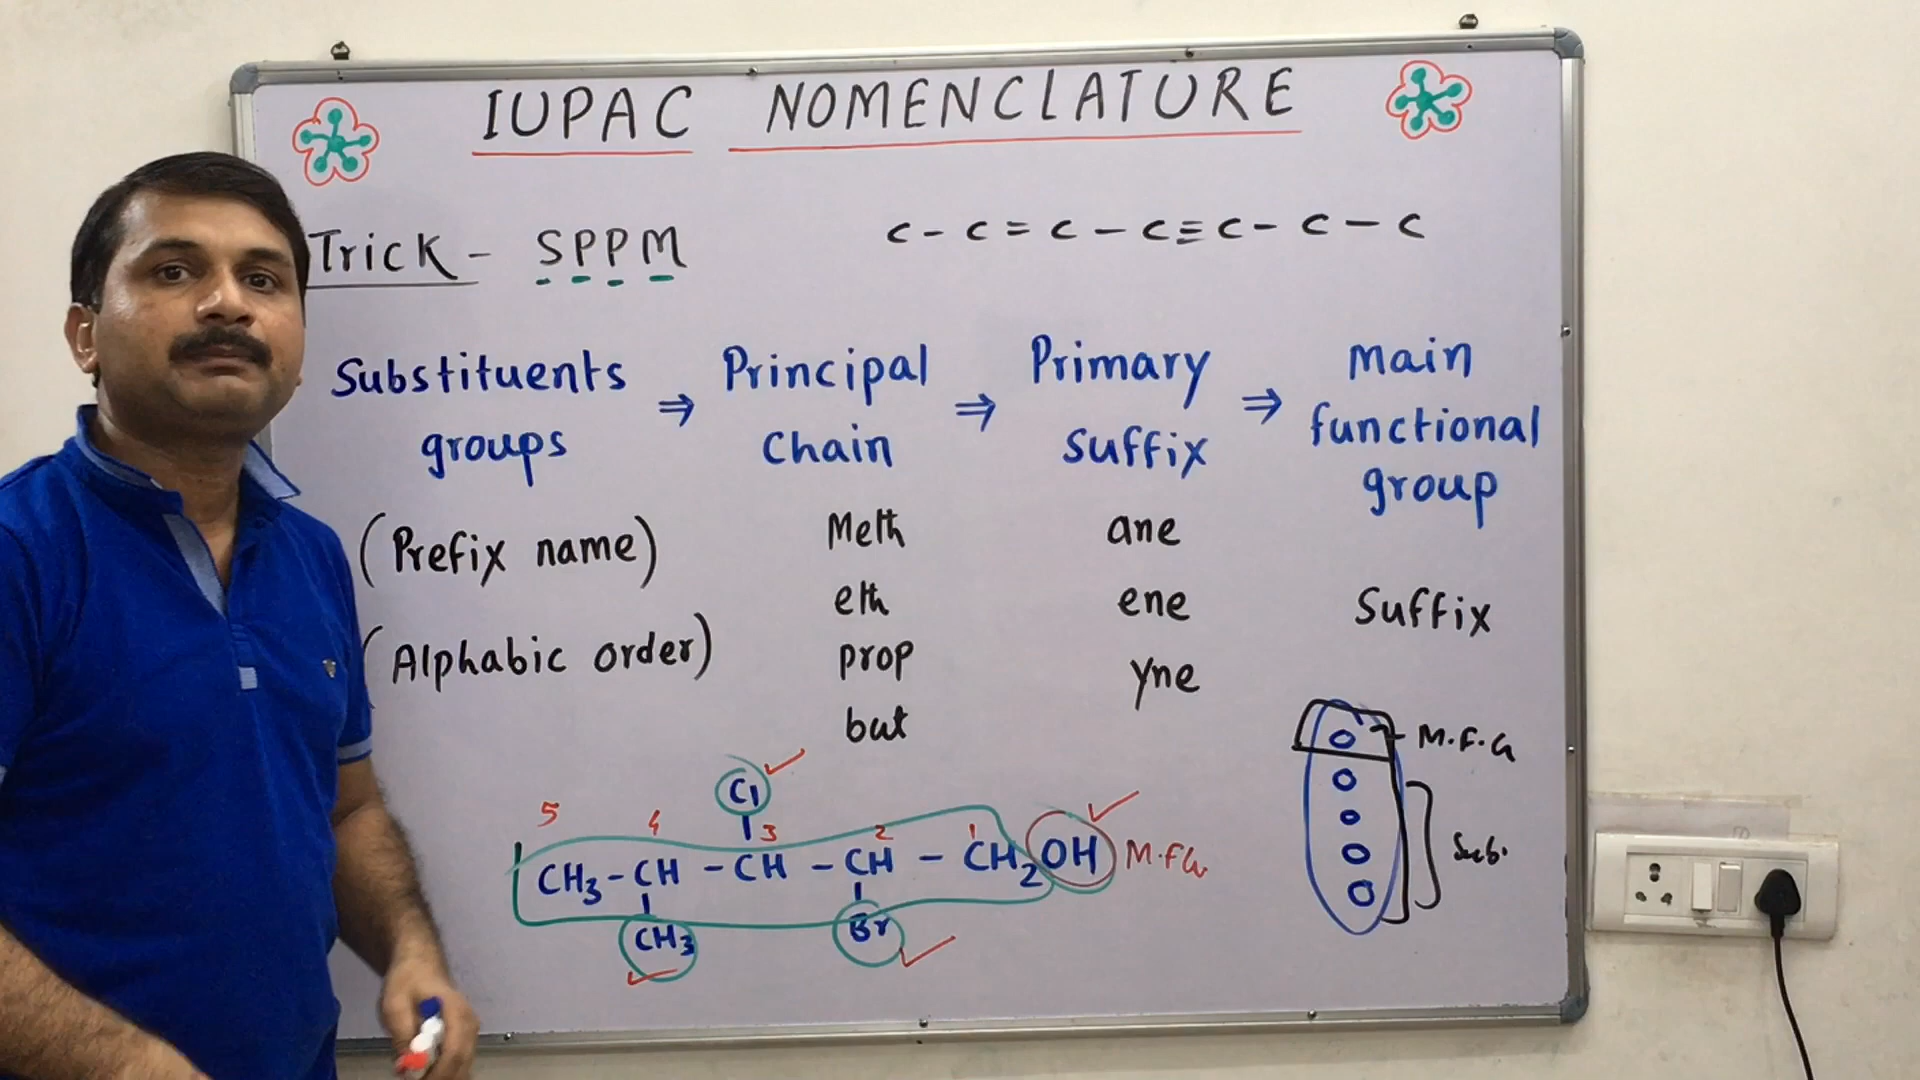 IUPAC NOMENCLATURE
Trick - SPPM
C - C = C - C ≡ C - C - C
Substituents groups ⇒ Principal Chain ⇒ Primary Suffix ⇒ Main functional group
(Prefix name)
(Alphabic order)
Meth
eth
prop
but
ane
ene
yne
Suffix
Cl
5 4 3 2 1
CH3 - CH - CH - CH - CH2OH M.F.G.
CH3 Br
M.F.G
Sub.